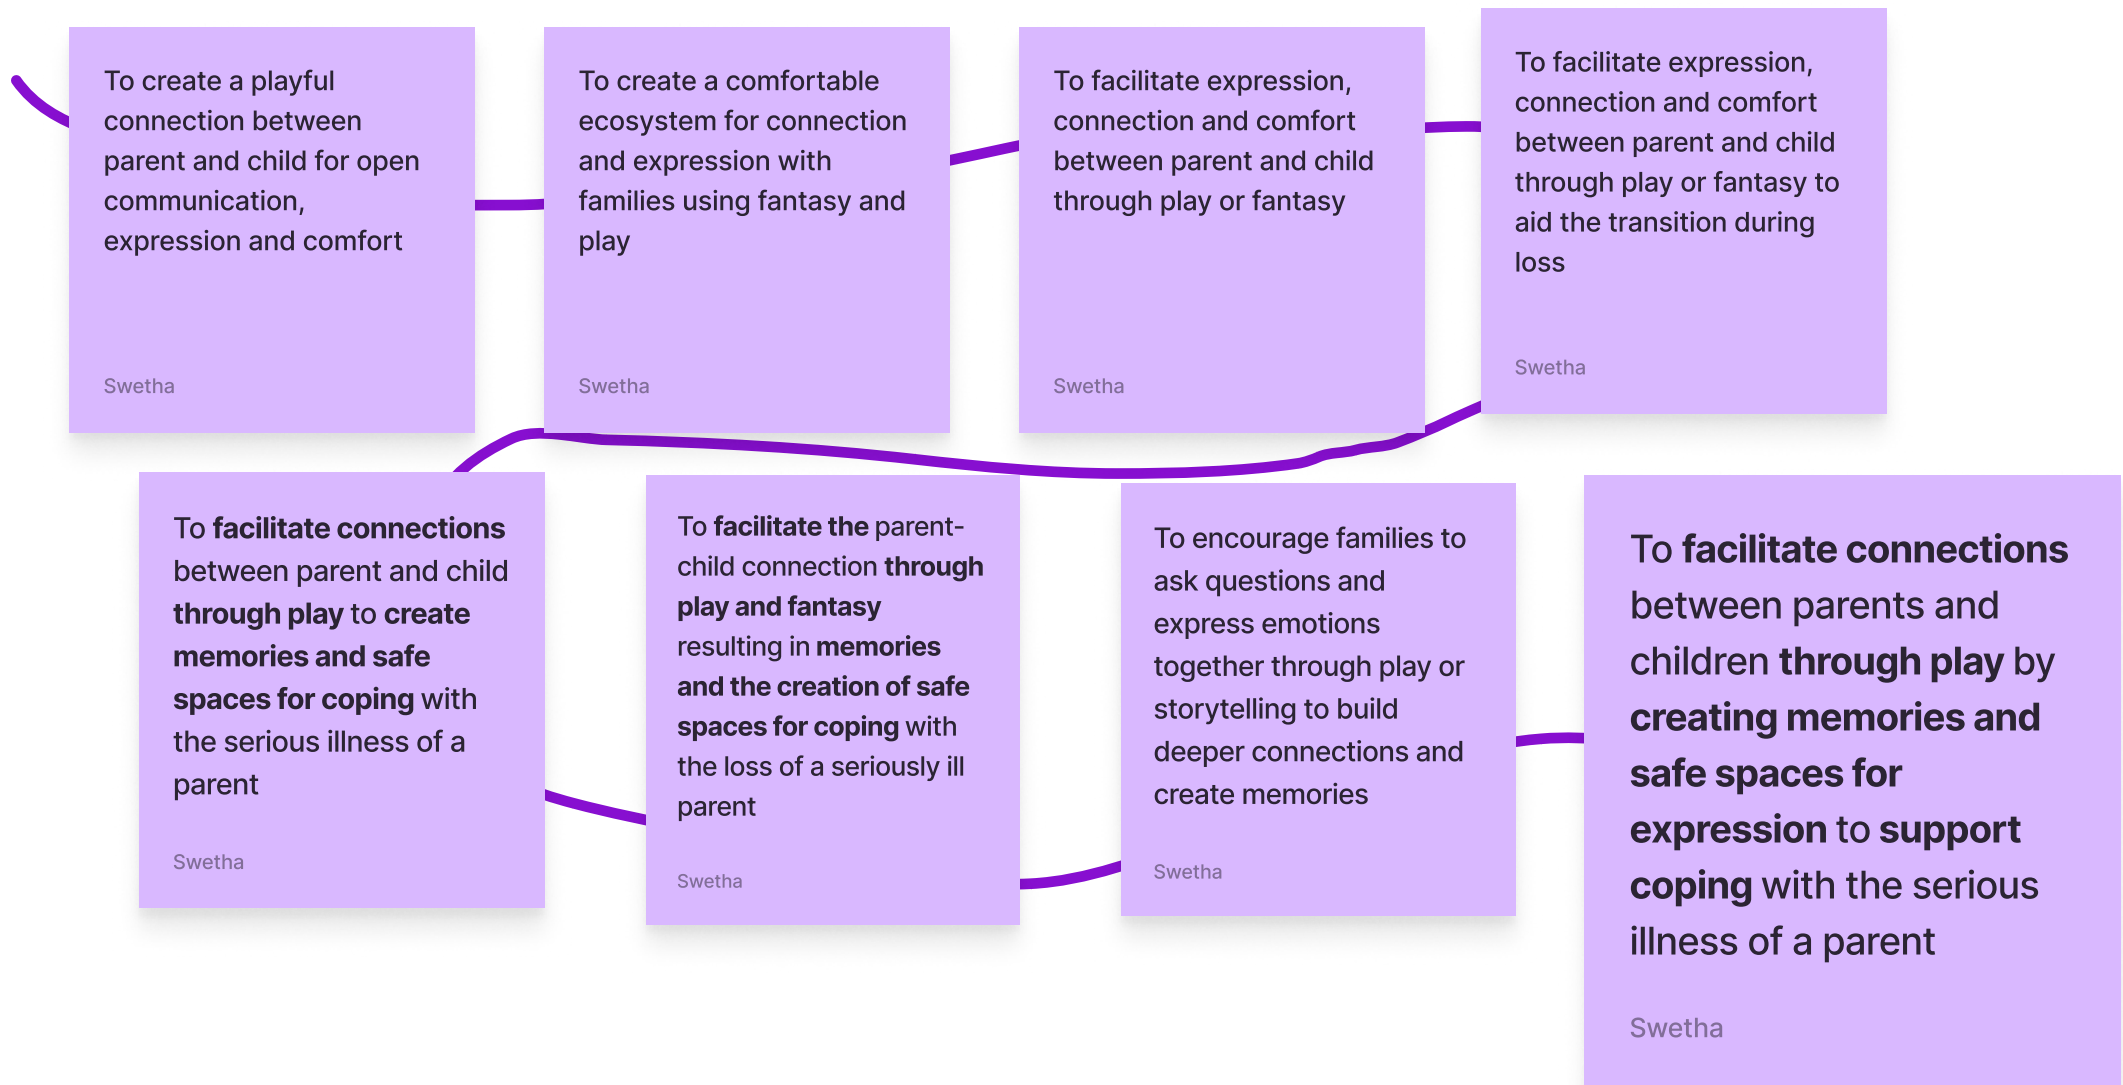 To create a playful
connection between
parent and child for open
communication,
expression and comfort
Swetha
To create a comfortable
ecosystem for connection
and expression with
families using fantasy and
play
Swetha
To facilitate expression,
connection and comfort
between parent and child
through play or fantasy
Swetha
To facilitate expression,
connection and comfort
between parent and child
through play or fantasy to
aid the transition during
loss
Swetha
To facilitate connections
between parent and child
through play to create
memories and safe
spaces for coping with
the serious illness of a
parent
Swetha
To facilitate the parent-
child connection through
play and fantasy
resulting in memories
and the creation of safe
spaces for coping with
the loss of a seriously ill
parent
Swetha
To encourage families to
ask questions and
express emotions
together through play or
storytelling to build
deeper connections and
create memories
Swetha
To facilitate connections
between parents and
children through play by
creating memories and
safe spaces for
expression to support
coping with the serious
illness of a parent
Swetha